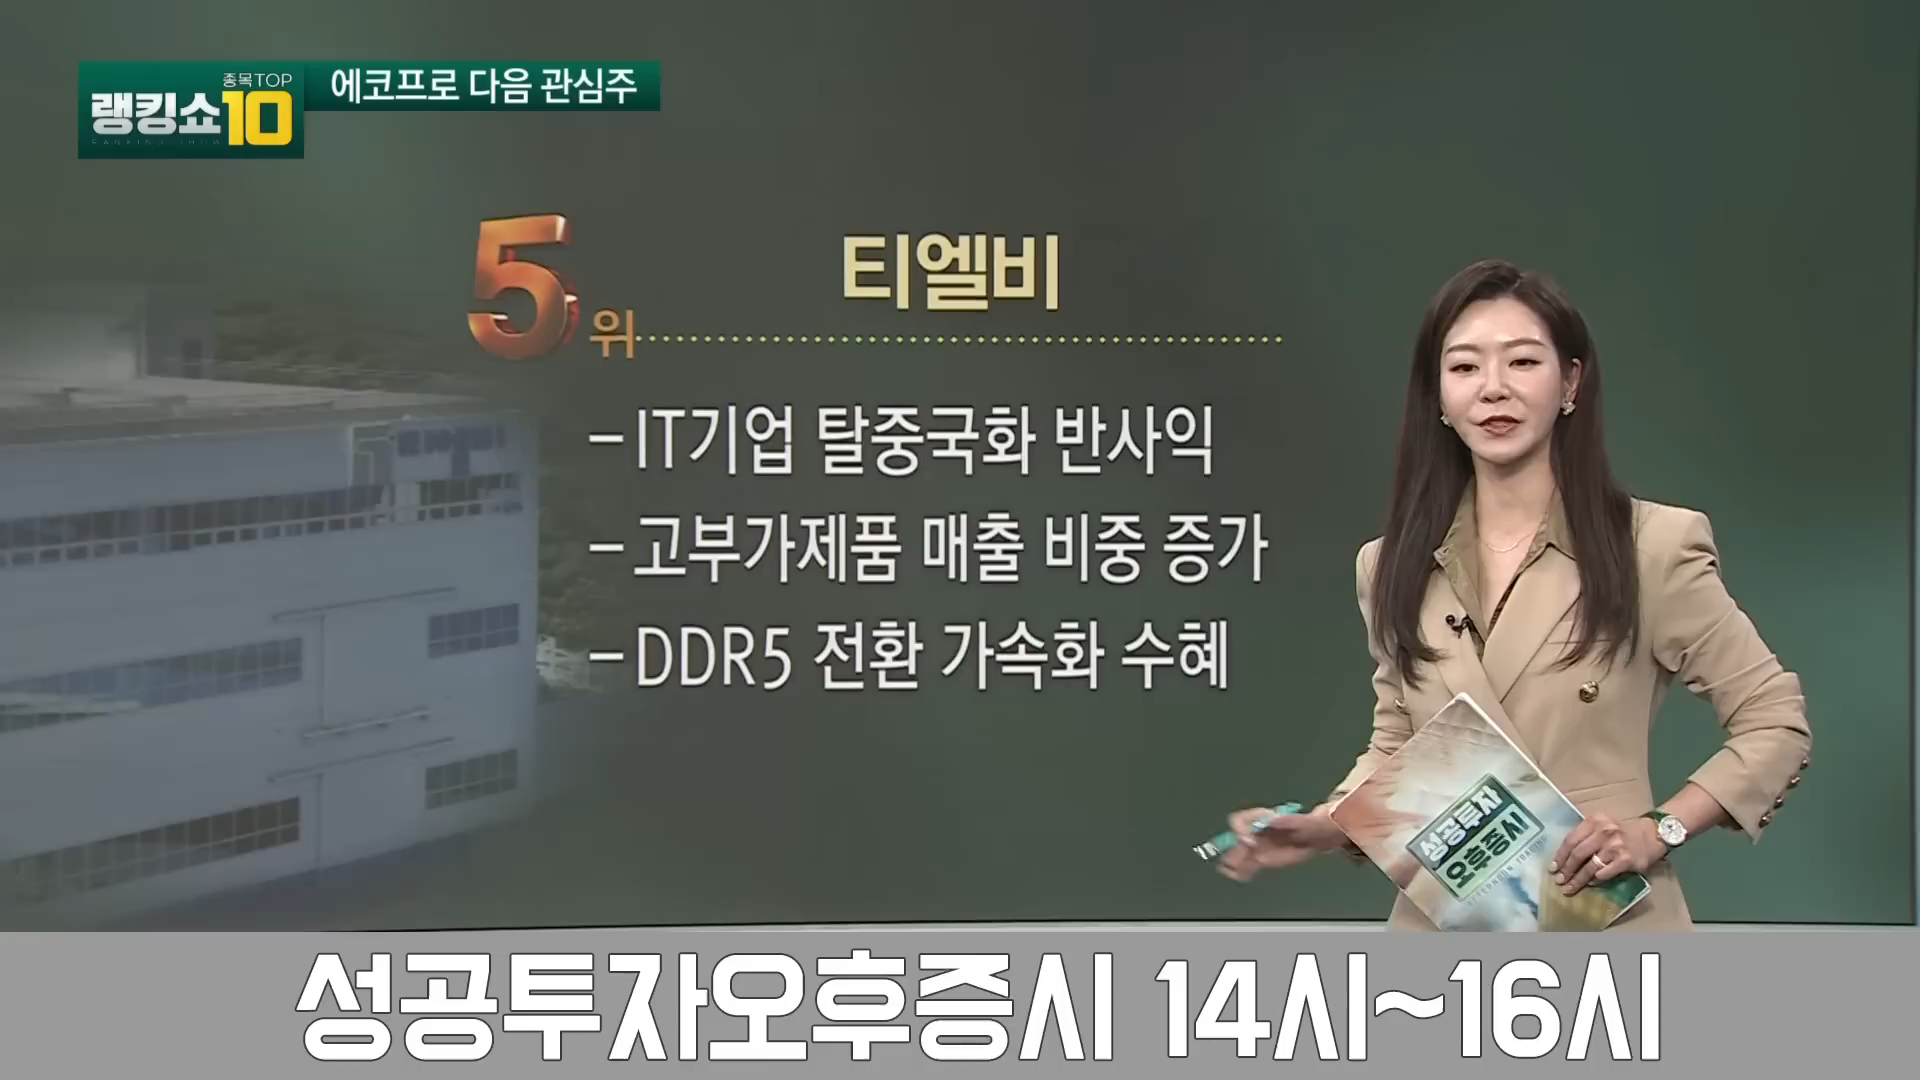 종목TOP
랭킹쇼10
RANKING SHOW
에코프로 다음 관심주
5위
티엘비
-IT기업 탈중국화 반사익
-고부가제품 매출 비중 증가
-DDR5 전환 가속화 수혜
성공투자
오후증시
AFTERNOON TRADING
성공투자오후증시 14시~16시